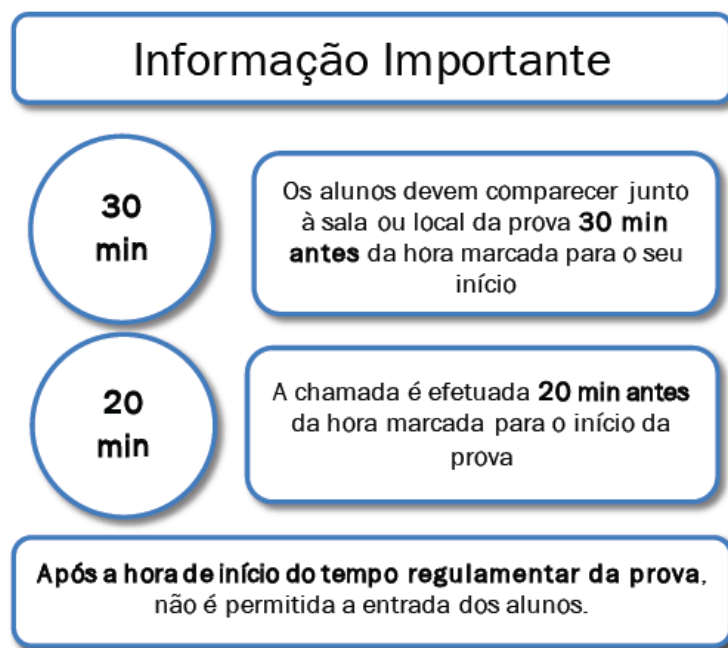 Informação Importante
30
min
Os alunos devem comparecer junto
à sala ou local da prova 30 min
antes da hora marcada para o seu
início
20
min
A chamada é efetuada 20 min antes
da hora marcada para o início da
prova
Após a hora de início do tempo regulamentar da prova,
não é permitida a entrada dos alunos.